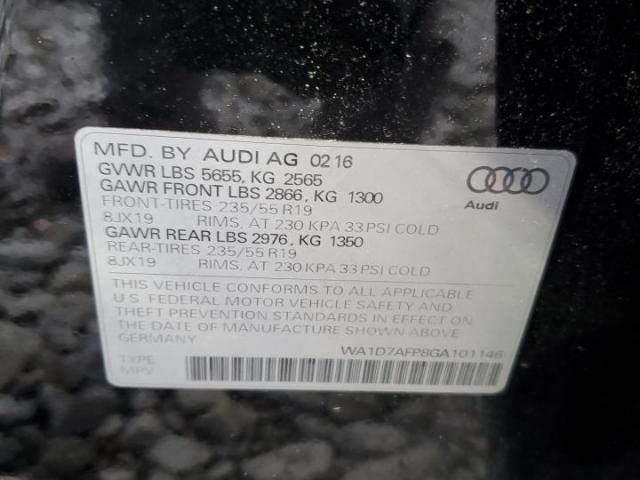 MFD. BY AUDI AG 02 16
GVWR LBS 5655, KG 2565
GAWR FRONT LBS 2866, KG 1300
FRONT-TIRES 235/55 R19
8JX19 RIMS, AT 230 KPA 33 PSI COLD
GAWR REAR LBS 2976, KG 1350
REAR-TIRES 235/55 R19
8JX19 RIMS, AT 230 KPA 33 PSI COLD
Audi
THIS VEHICLE CONFORMS TO ALL APPLICABLE
U.S. FEDERAL MOTOR VEHICLE SAFETY AND
THEFT PREVENTION STANDARDS IN EFFECT ON
THE DATE OF MANUFACTURE SHOWN ABOVE.
GERMANY
WA1D7AFP8GA101146
TYPE:
MPV